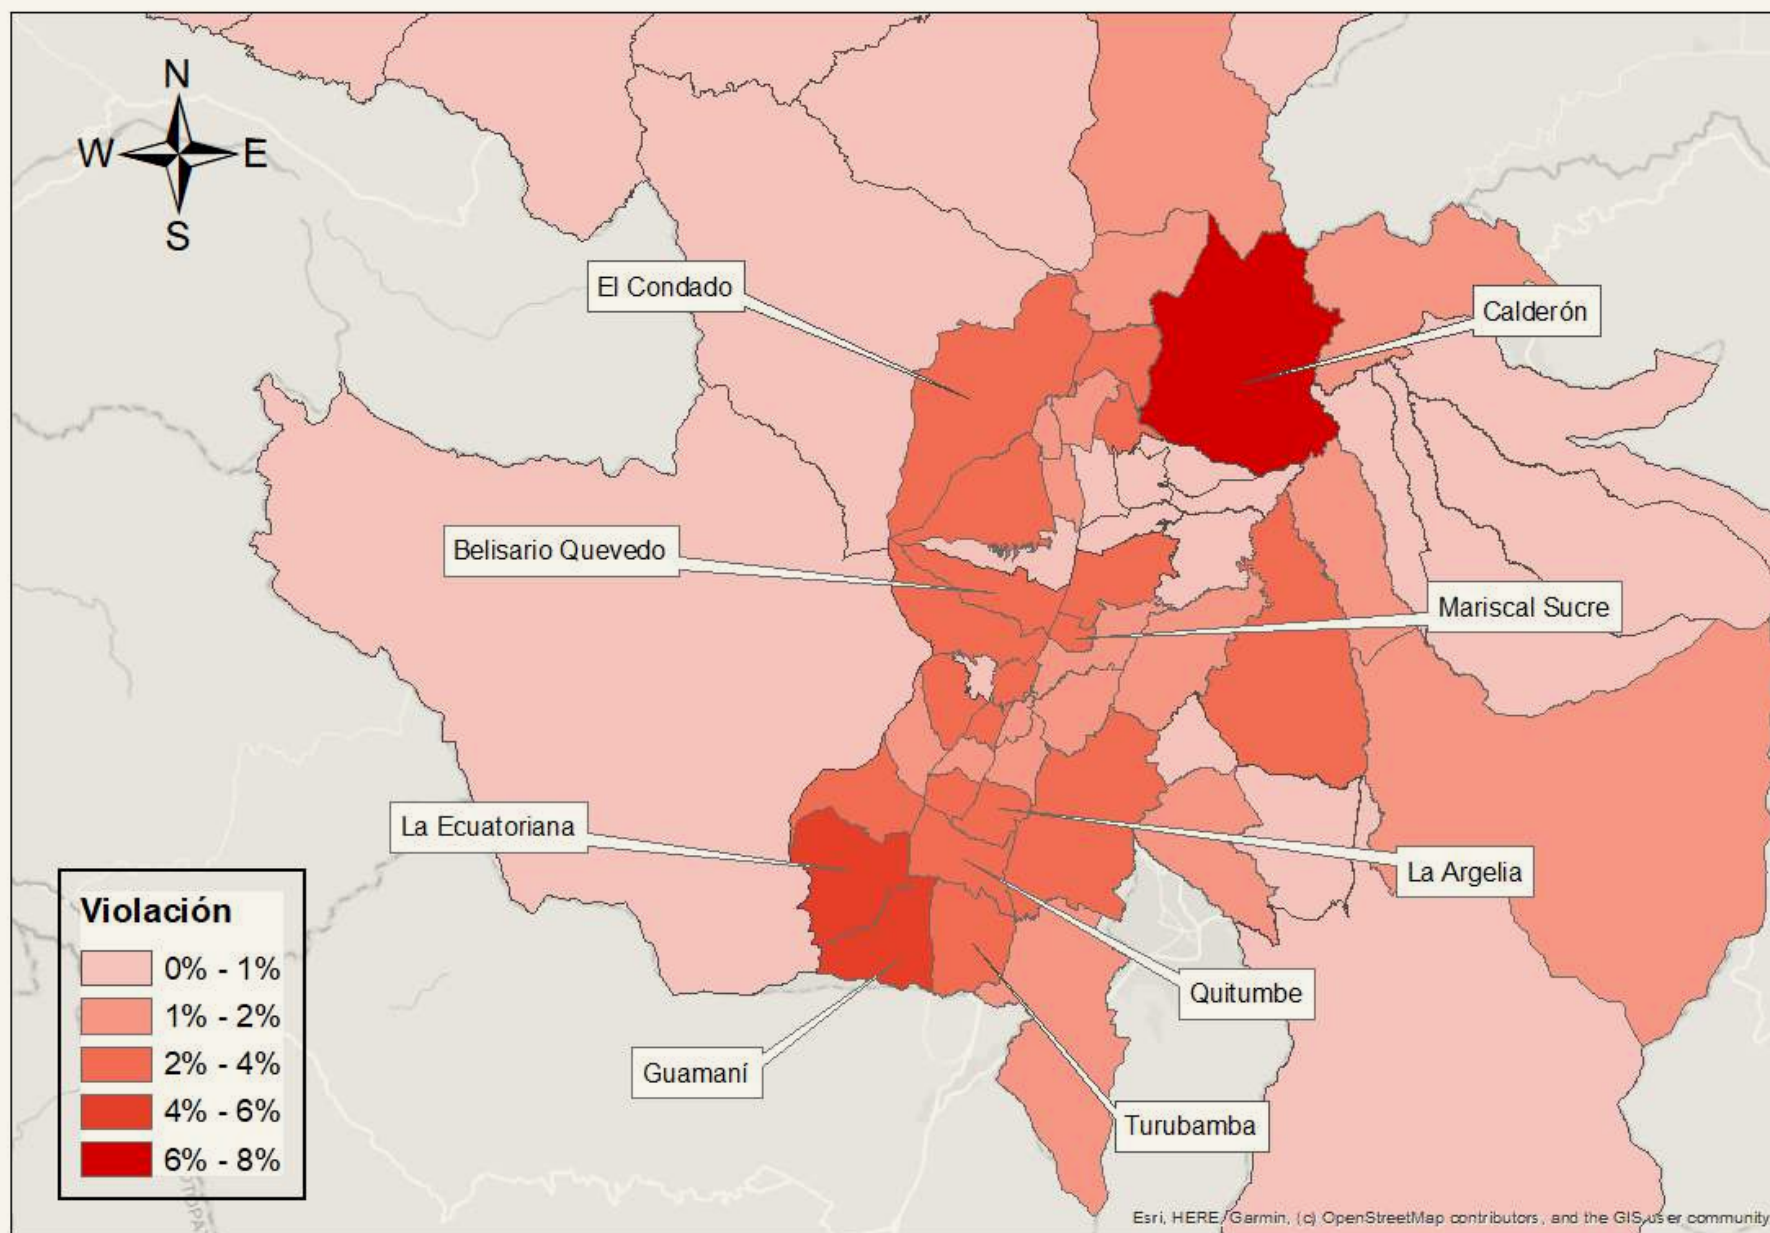 N
W E
S
El Condado
Calderón
Belisario Quevedo
Mariscal Sucre
La Ecuatoriana
La Argelia
Quitumbe
Guamaní
Turubamba
Violación
0% - 1%
1% - 2%
2% - 4%
4% - 6%
6% - 8%
Esri, HERE, Garmin, (c) OpenStreetMap contributors, and the GIS user community